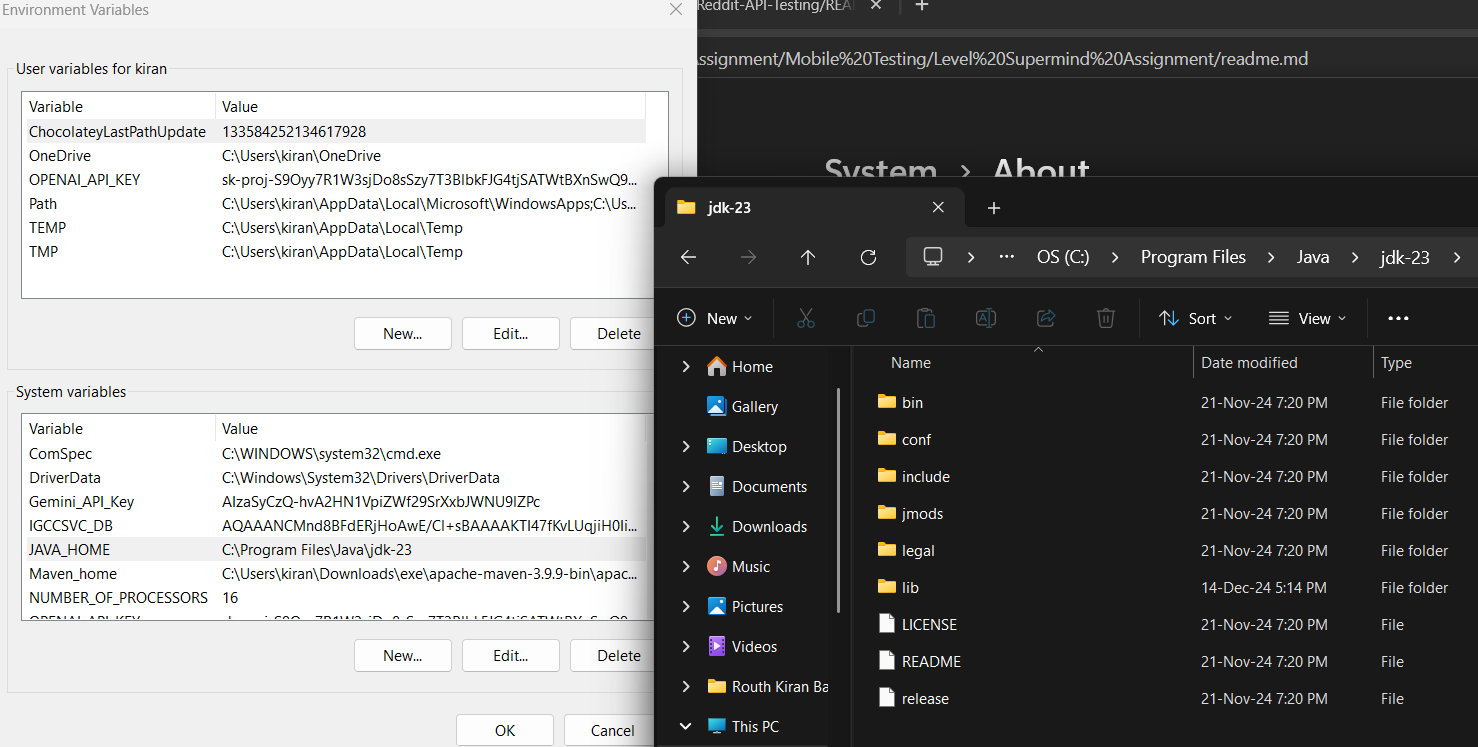 Environment Variables
Reddit-API-Testing/REA
ssignment/Mobile%20Testing/Level%20Supermind%20Assignment/readme.md
System > About
User variables for kiran
Variable Value
ChocolateyLastPathUpdate 133584252134617928
OneDrive C:\Users\kiran\OneDrive
OPENAI_API_KEY
Path C:\Users\kiran\AppData\Local\Microsoft\WindowsApps;C:\Us...
TEMP C:\Users\kiran\AppData\Local\Temp
TMP C:\Users\kiran\AppData\Local\Temp
New... Edit... Delete
System variables
Variable Value
ComSpec C:\WINDOWS\system32\cmd.exe
DriverData C:\Windows\System32\Drivers\DriverData
Gemini_API_Key
IGCCSVC_DB
JAVA_HOME C:\Program Files\Java\jdk-23
Maven_home C:\Users\kiran\Downloads\exe\apache-maven-3.9.9-bin\apac...
NUMBER_OF_PROCESSORS 16
New... Edit... Delete
OK Cancel
jdk-23
OS (C:) > Program Files > Java > jdk-23 >
New Sort View
Home
Gallery
Desktop
Documents
Downloads
Music
Pictures
Videos
Routh Kiran Ba
This PC
Name Date modified Type
bin 21-Nov-24 7:20 PM File folder
conf 21-Nov-24 7:20 PM File folder
include 21-Nov-24 7:20 PM File folder
jmods 21-Nov-24 7:20 PM File folder
legal 21-Nov-24 7:20 PM File folder
lib 14-Dec-24 5:14 PM File folder
LICENSE 21-Nov-24 7:20 PM File
README 21-Nov-24 7:20 PM File
release 21-Nov-24 7:20 PM File